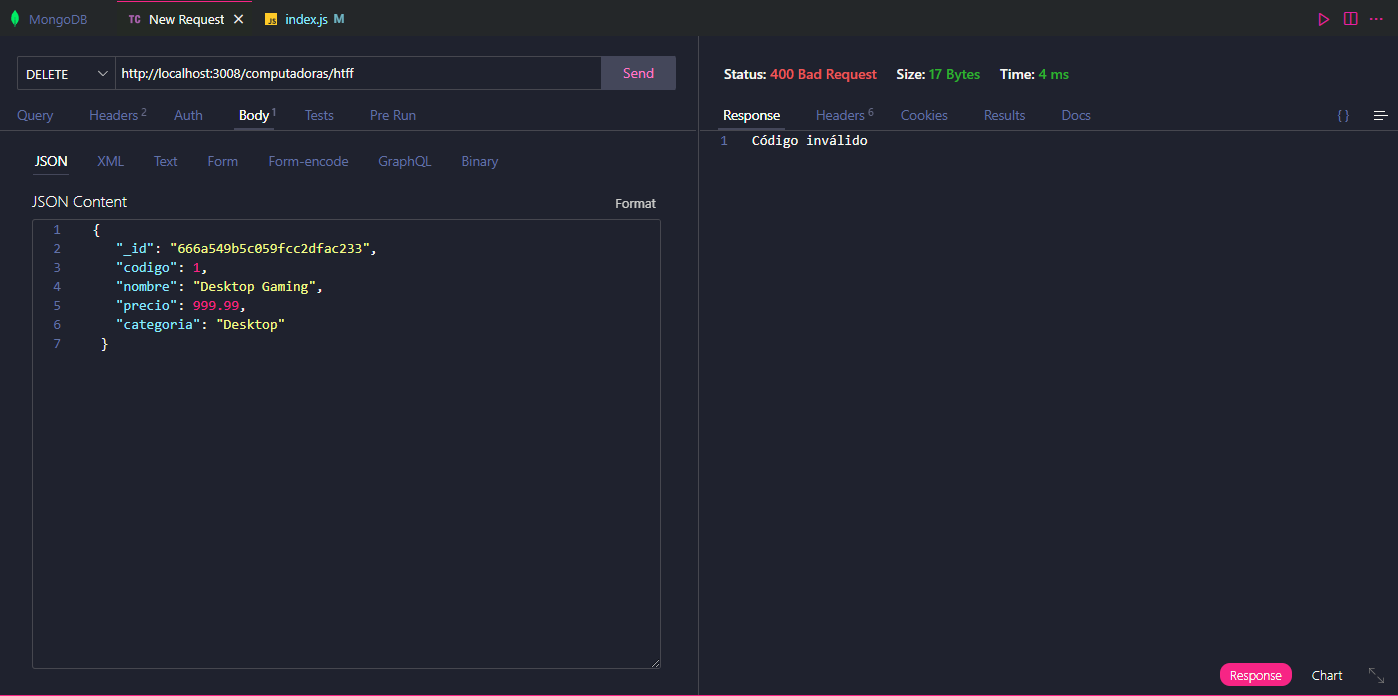 MongoDB TC New Request × JS index.js M
DELETE http://localhost:3008/computadoras/htff Send
Query Headers 2 Auth Body 1 Tests Pre Run
JSON XML Text Form Form-encode GraphQL Binary
JSON Content Format
1 {
2 "_id": "666a549b5c059fcc2dfac233",
3 "codigo": 1,
4 "nombre": "Desktop Gaming",
5 "precio": 999.99,
6 "categoria": "Desktop"
7 }
Status: 400 Bad Request Size: 17 Bytes Time: 4 ms
Response Headers 6 Cookies Results Docs { }
1 Código inválido
Response Chart